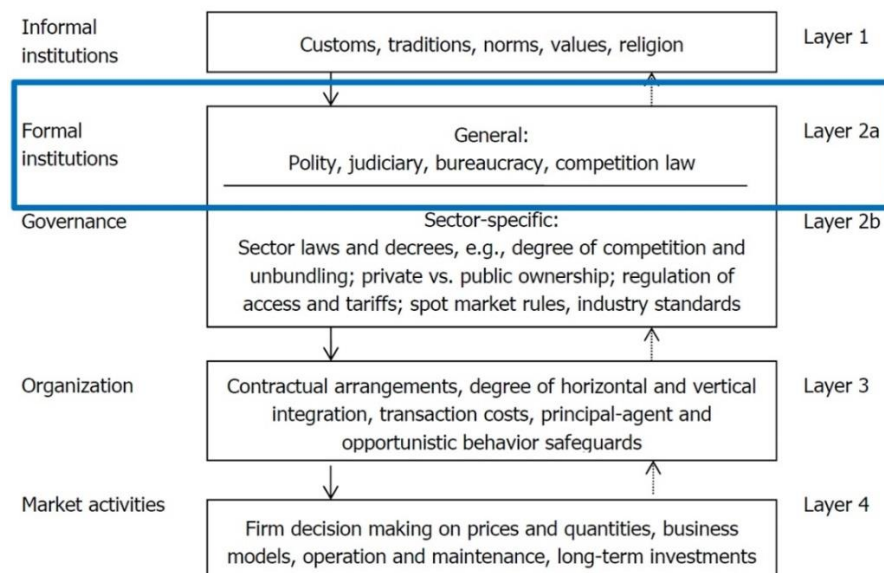 Informal
institutions
Customs, traditions, norms, values, religion
Layer 1
Formal
institutions
General:
Polity, judiciary, bureaucracy, competition law
Layer 2a
Governance
Sector-specific:
Sector laws and decrees, e.g., degree of competition and
unbundling; private vs. public ownership; regulation of
access and tariffs; spot market rules, industry standards
Layer 2b
Organization
Contractual arrangements, degree of horizontal and vertical
integration, transaction costs, principal-agent and
opportunistic behavior safeguards
Layer 3
Market activities
Firm decision making on prices and quantities, business
models, operation and maintenance, long-term investments
Layer 4